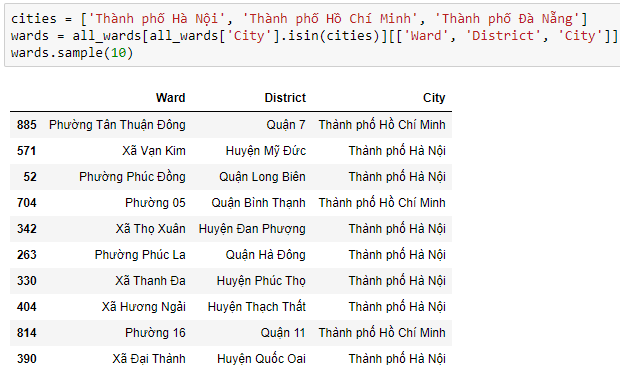 cities = ['Thành phố Hà Nội', 'Thành phố Hồ Chí Minh', 'Thành phố Đà Nẵng']
wards = all_wards[all_wards['City'].isin(cities)][['Ward', 'District', 'City']]
wards.sample(10)
Ward District City
885 Phường Tân Thuận Đông Quận 7 Thành phố Hồ Chí Minh
571 Xã Vạn Kim Huyện Mỹ Đức Thành phố Hà Nội
52 Phường Phúc Đồng Quận Long Biên Thành phố Hà Nội
704 Phường 05 Quận Bình Thạnh Thành phố Hồ Chí Minh
342 Xã Thọ Xuân Huyện Đan Phượng Thành phố Hà Nội
263 Phường Phúc La Quận Hà Đông Thành phố Hà Nội
330 Xã Thanh Đa Huyện Phúc Thọ Thành phố Hà Nội
404 Xã Hương Ngải Huyện Thạch Thất Thành phố Hà Nội
814 Phường 16 Quận 11 Thành phố Hồ Chí Minh
390 Xã Đại Thành Huyện Quốc Oai Thành phố Hà Nội